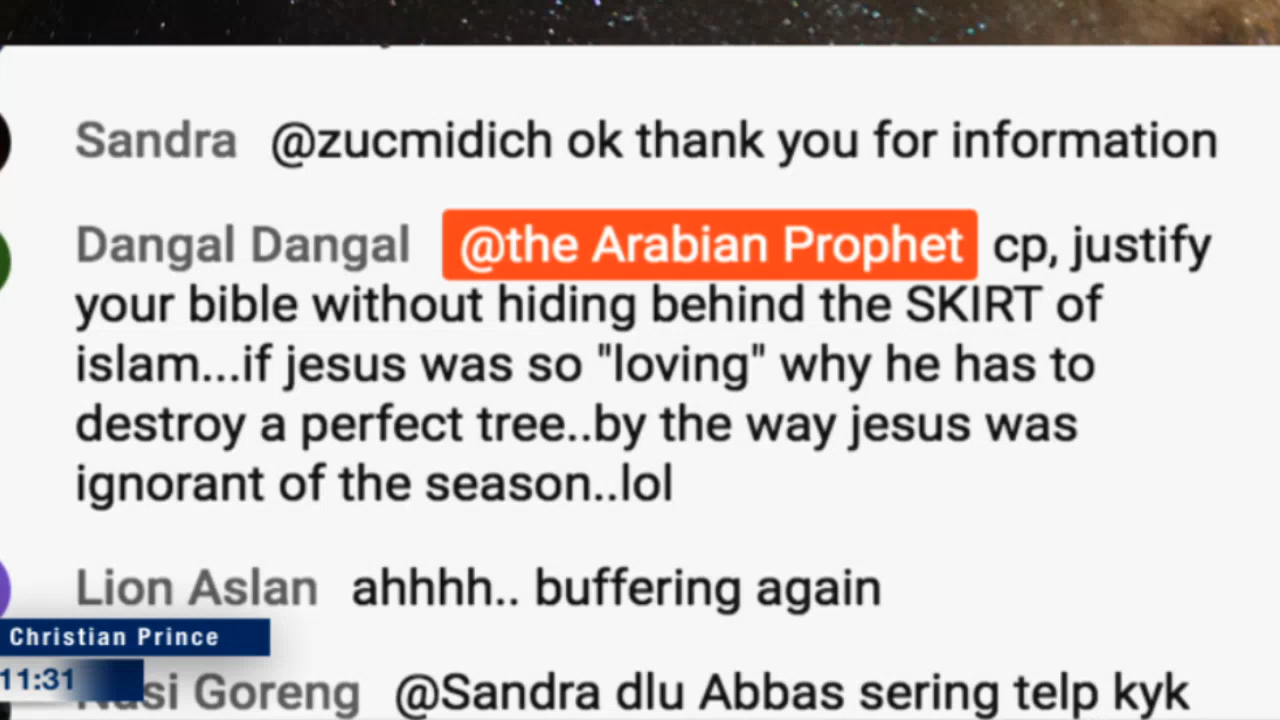 Sandra @zucmidich ok thank you for information
Dangal Dangal @the Arabian Prophet cp, justify
your bible without hiding behind the SKIRT of
islam...if jesus was so "loving" why he has to
destroy a perfect tree..by the way jesus was
ignorant of the season..lol
Lion Aslan ahhhh.. buffering again
Christian Prince
11:31
Goreng @Sandra dlu Abbas sering telp kyk